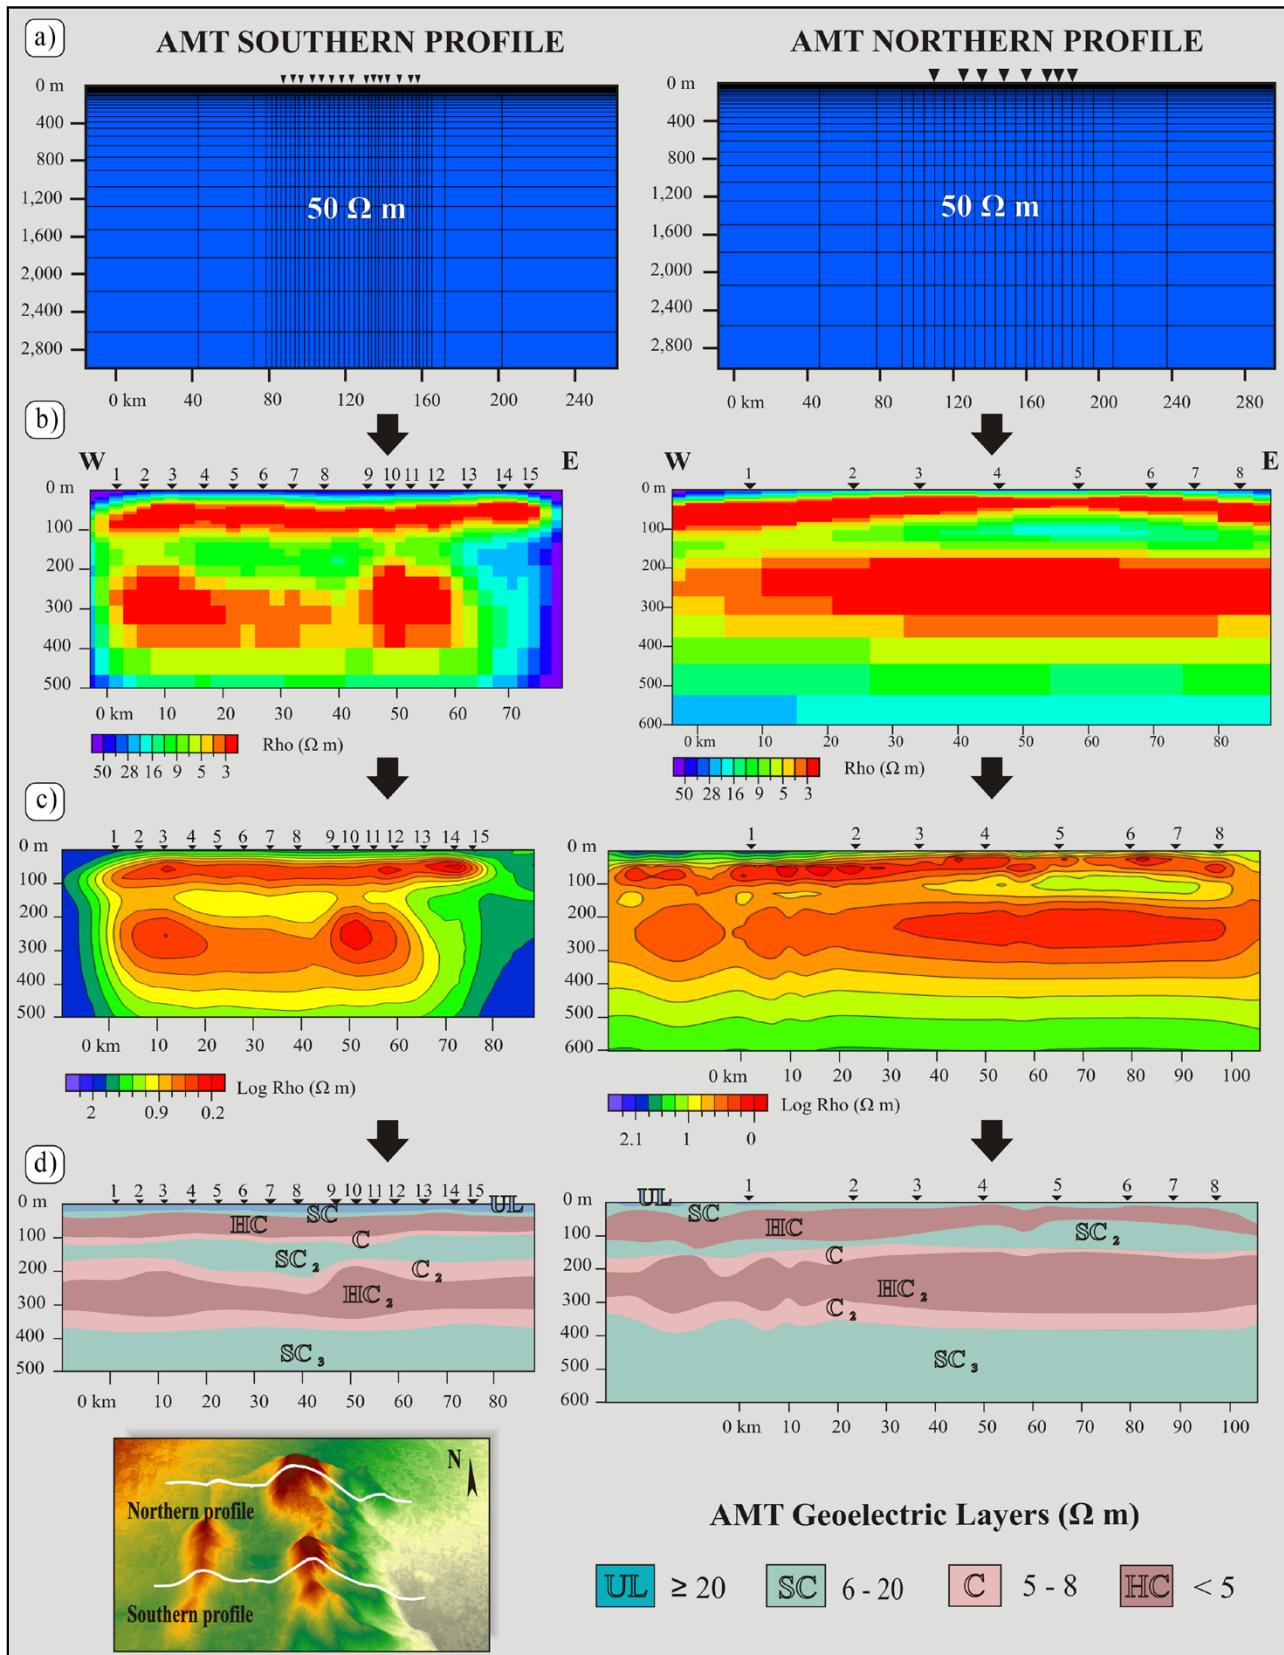 a)
AMT SOUTHERN PROFILE
0 m
400
800
1,200
1,600
2,000
2,400
2,800
50 Ω m
0 km 40 80 120 160 200 240
AMT NORTHERN PROFILE
0 m
400
800
1,200
1,600
2,000
2,400
2,800
50 Ω m
0 km 40 80 120 160 200 240 280
b)
W E
1 2 3 4 5 6 7 8 9 10 11 12 13 14 15
0 m
100
200
300
400
500
0 km 10 20 30 40 50 60 70
50 28 16 9 5 3
Rho (Ω m)
W E
1 2 3 4 5 6 7 8
0 m
100
200
300
400
500
600
0 km 10 20 30 40 50 60 70 80
50 28 16 9 5 3
Rho (Ω m)
c)
1 2 3 4 5 6 7 8 9 10 11 12 13 14 15
0 m
100
200
300
400
500
0 km 10 20 30 40 50 60 70 80
2 0.9 0.2
Log Rho (Ω m)
1 2 3 4 5 6 7 8
0 m
100
200
300
400
500
600
0 km 10 20 30 40 50 60 70 80 90 100
2.1 1 0
Log Rho (Ω m)
d)
1 2 3 4 5 6 7 8 9 10 11 12 13 14 15
0 m
100
200
300
400
500
UL
SC
HC
C
SC 2
C 2
HC 2
SC 3
0 km 10 20 30 40 50 60 70 80
1 2 3 4 5 6 7 8
0 m
100
200
300
400
500
600
UL
SC
HC
SC 2
C
HC 2
C 2
SC 3
0 km 10 20 30 40 50 60 70 80 90 100
N
Northern profile
Southern profile
AMT Geoelectric Layers (Ω m)
UL ≥ 20 SC 6 - 20 C 5 - 8 HC < 5